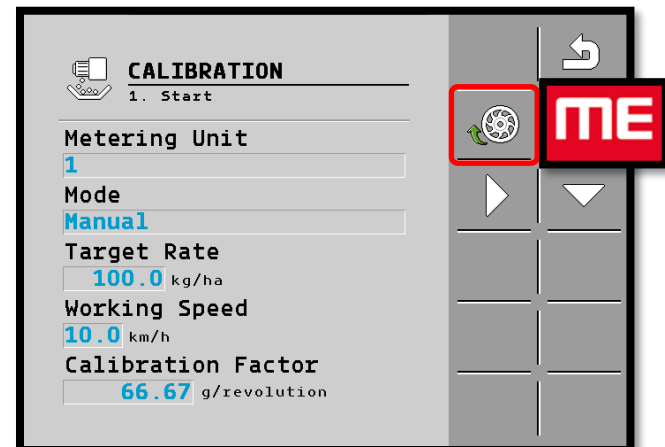 CALIBRATION
1. Start
Metering Unit
1
Mode
Manual
Target Rate
100.0 kg/ha
Working Speed
10.0 km/h
Calibration Factor
66.67 g/revolution
ME